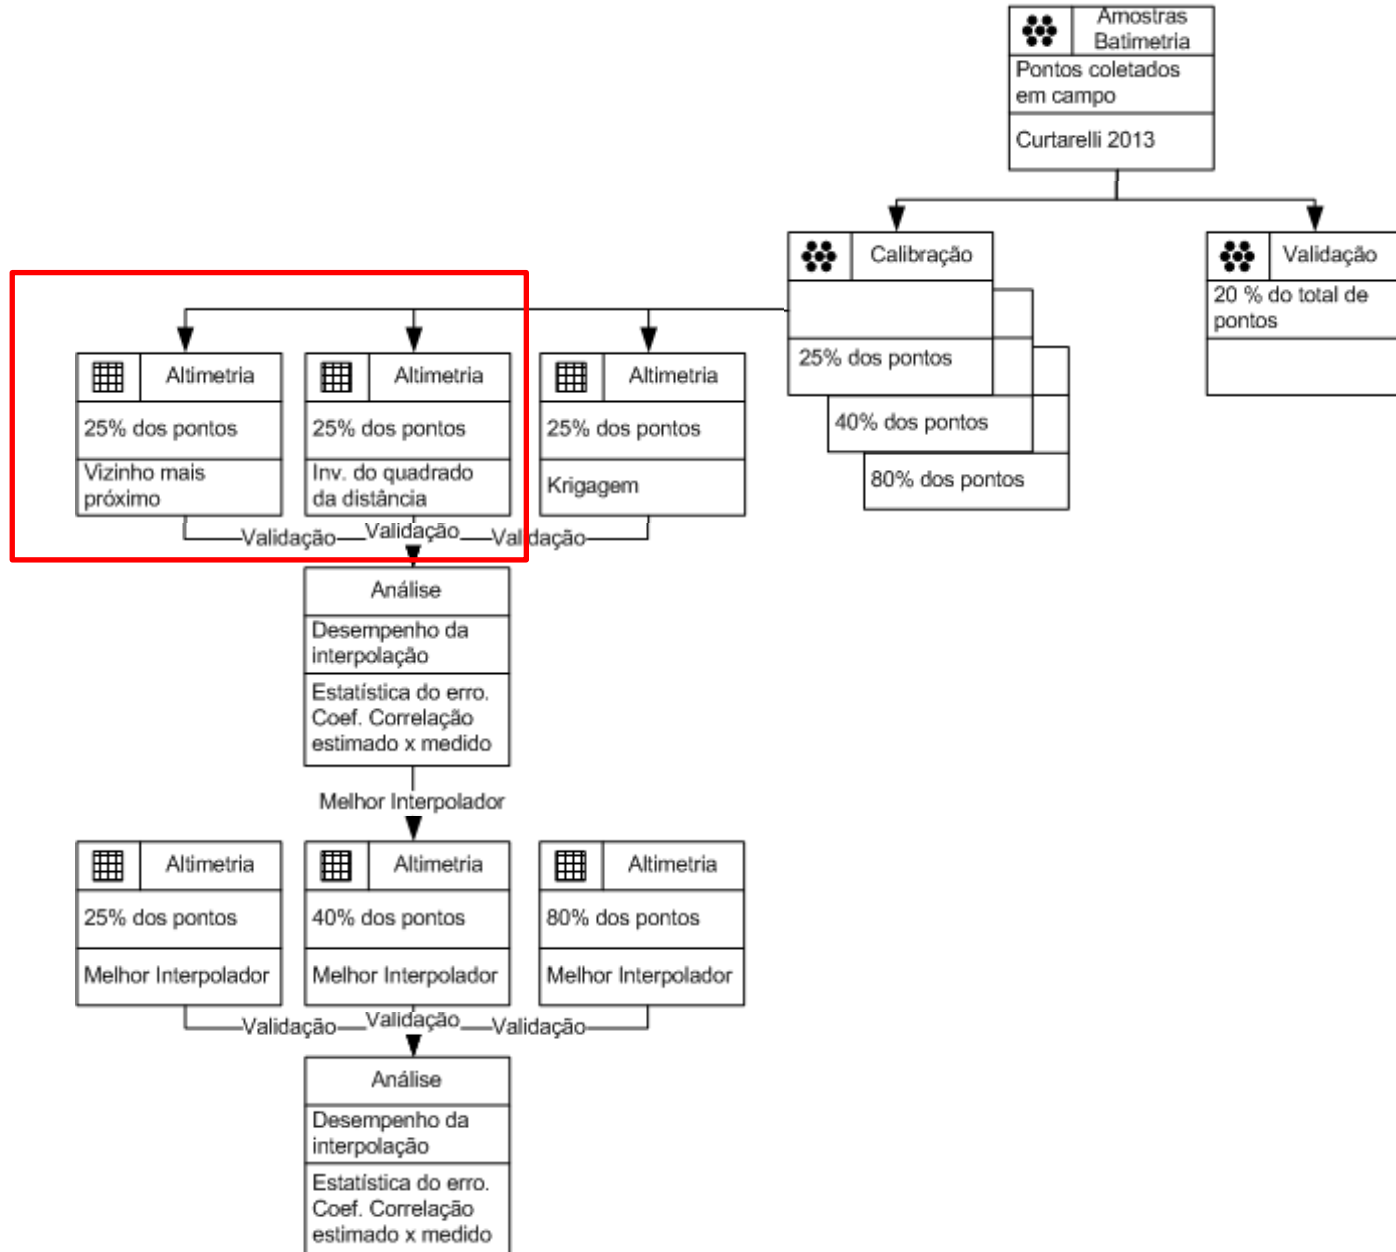 Amostras
Batimetria
Pontos coletados
em campo
Curtarelli 2013
Calibração
25% dos pontos
40% dos pontos
80% dos pontos
Validação
20 % do total de
pontos
Altimetria
25% dos pontos
Vizinho mais
próximo
Altimetria
25% dos pontos
Inv. do quadrado
da distância
Altimetria
25% dos pontos
Krigagem
Validação
Validação
Validação
Análise
Desempenho da
interpolação
Estatística do erro.
Coef. Correlação
estimado x medido
Melhor Interpolador
Altimetria
25% dos pontos
Melhor Interpolador
Altimetria
40% dos pontos
Melhor Interpolador
Altimetria
80% dos pontos
Melhor Interpolador
Validação
Validação
Validação
Análise
Desempenho da
interpolação
Estatística do erro.
Coef. Correlação
estimado x medido